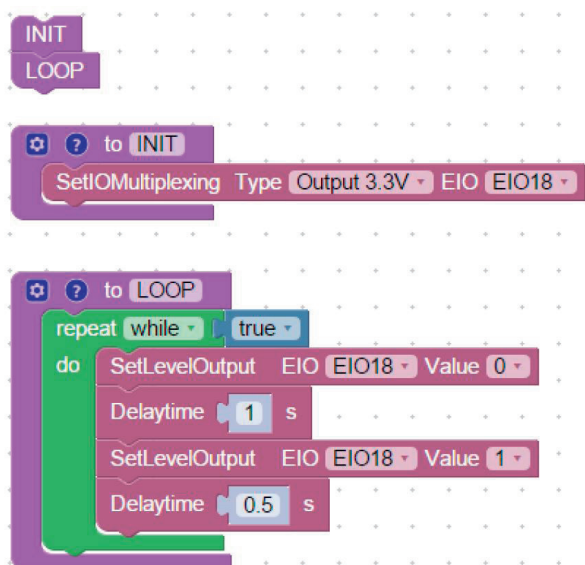 INIT
LOOP
? to INIT
SetIOMultiplexing Type Output 3.3V EIO EIO18
? to LOOP
repeat while true
do SetLevelOutput EIO EIO18 Value 0
Delaytime 1 s
SetLevelOutput EIO EIO18 Value 1
Delaytime 0.5 s